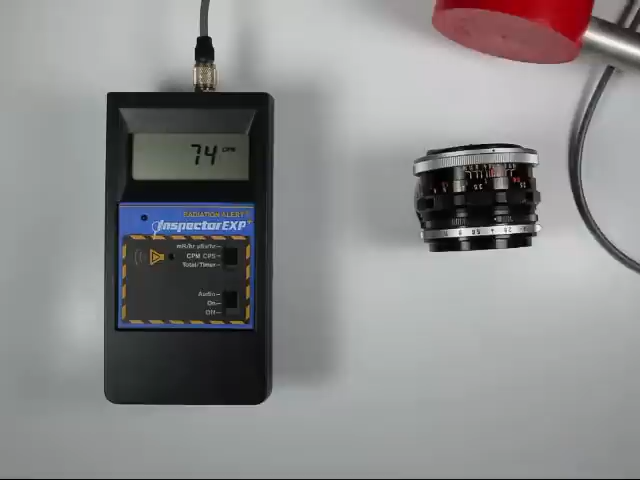 74 CPM
RADIATION ALERT
InspectorEXP
mR/hr µSv/hr
CPM CPS
Total/Timer
Audio
On
Off